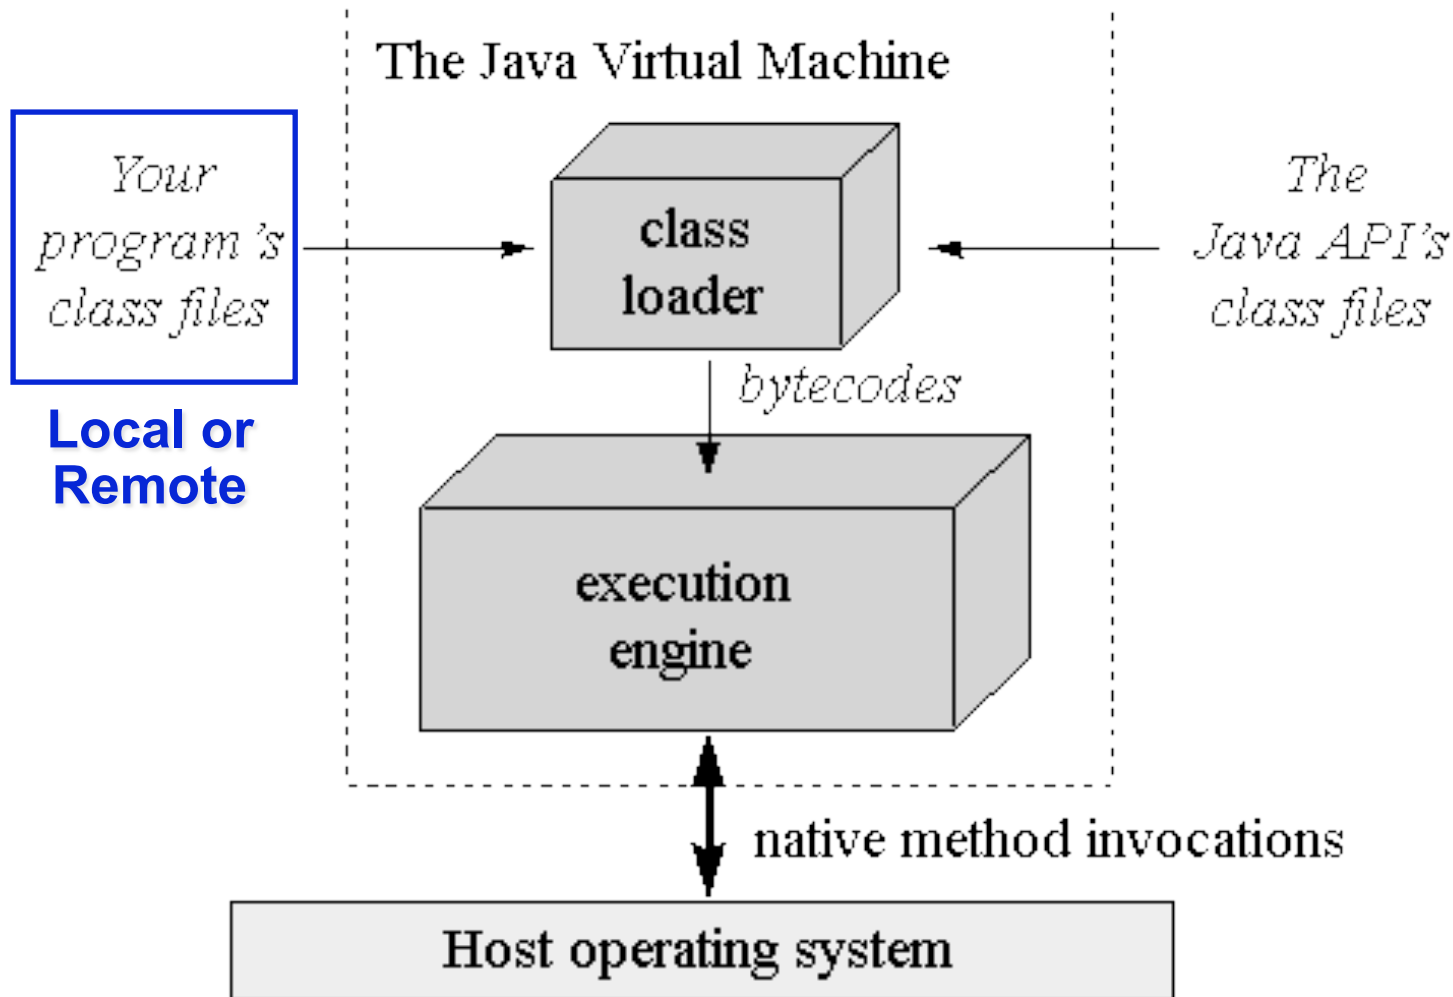 The Java Virtual Machine
Your
program's
class files
Local or
Remote
class
loader
The
Java API's
class files
bytecodes
execution
engine
native method invocations
Host operating system